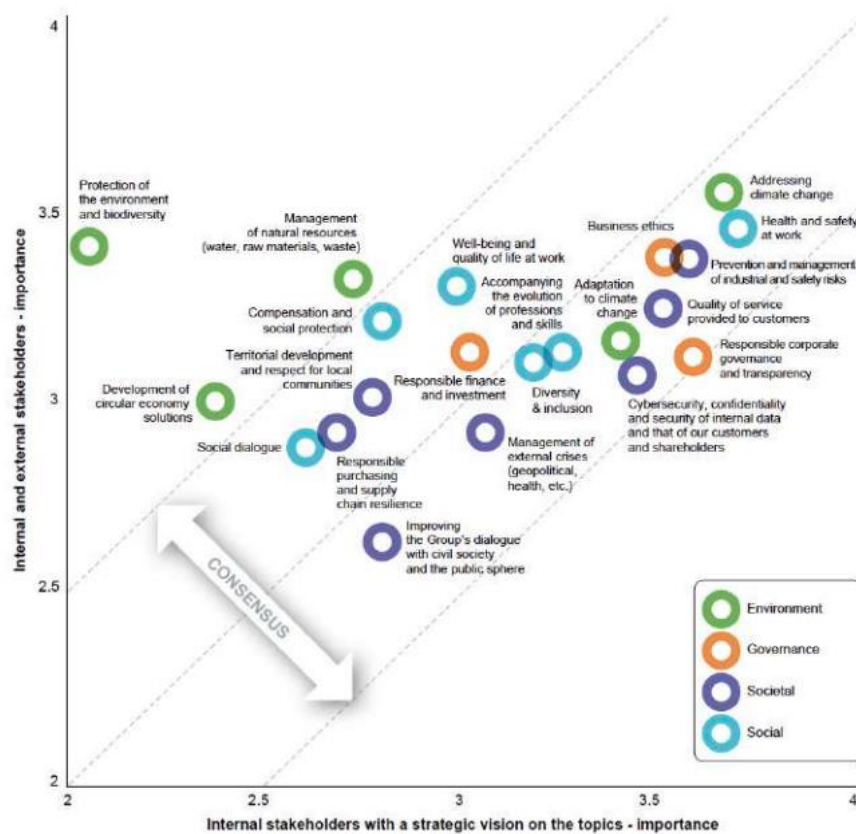 4
3.5
3
2.5
2
Internal and external stakeholders - importance
Protection of
the environment
and biodiversity
Management
of natural resources
(water, raw materials, waste)
Compensation and
social protection
Territorial development
and respect for local
communities
Development of
circular economy
solutions
Social dialogue
Responsible
purchasing
and supply
chain resilience
Improving
the Group's dialogue
with civil society
and the public sphere
Well-being and
quality of life at work
Accompanying
the evolution
of professions
and skills
Responsible finance
and investment
Diversity
& inclusion
Management of
external crises
(geopolitical,
health, etc.)
Business ethics
Adaptation
to climate
change
Addressing
climate change
Health and safety
at work
Prevention and management
of industrial and safety risks
Quality of service
provided to customers
Responsible corporate
governance
and transparency
Cybersecurity, confidentiality
and security of internal data
and that of our customers
and shareholders
CONSENSUS
Environment
Governance
Societal
Social
2
2.5
3
3.5
4
Internal stakeholders with a strategic vision on the topics - importance